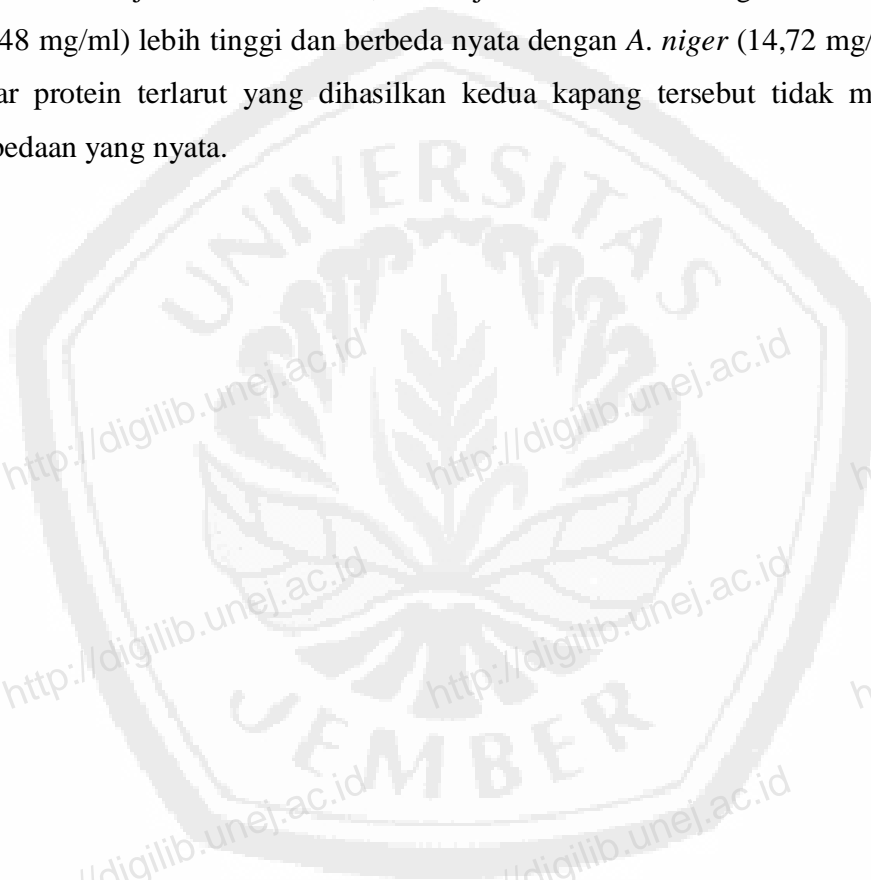 48 mg/ml) lebih tinggi dan berbeda nyata dengan A. niger (14,72 mg/
ar protein terlarut yang dihasilkan kedua kapang tersebut tidak m
bedaan yang nyata.
UNIVERSITAS
http://digilib.unej.ac.id http://digilib.unej.ac.id h
http://digilib.unej.ac.id http://digilib.unej.ac.id h
JEMBER
//digilib.unej.ac.id //digilib.unej.ac.id